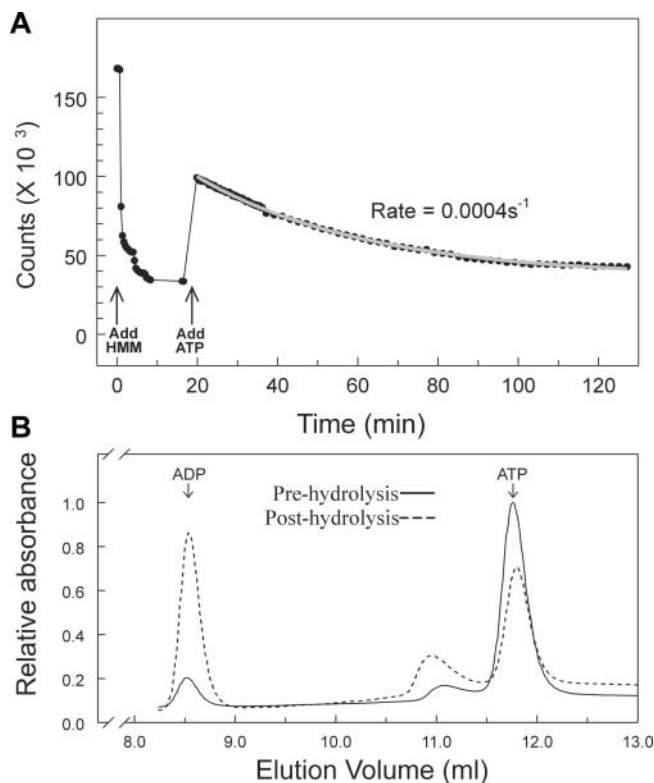 A
Counts (X 10 ³)
150
100
50
0
Rate = 0.0004s⁻¹
Add
HMM
Add
ATP
0 20 40 60 80 100 120
Time (min)
B
Relative absorbance
1.0
0.8
0.6
0.4
0.2
0.0
ADP
Pre-hydrolysis
Post-hydrolysis
ATP
8.0 9.0 10.0 11.0 12.0 13.0
Elution Volume (ml)